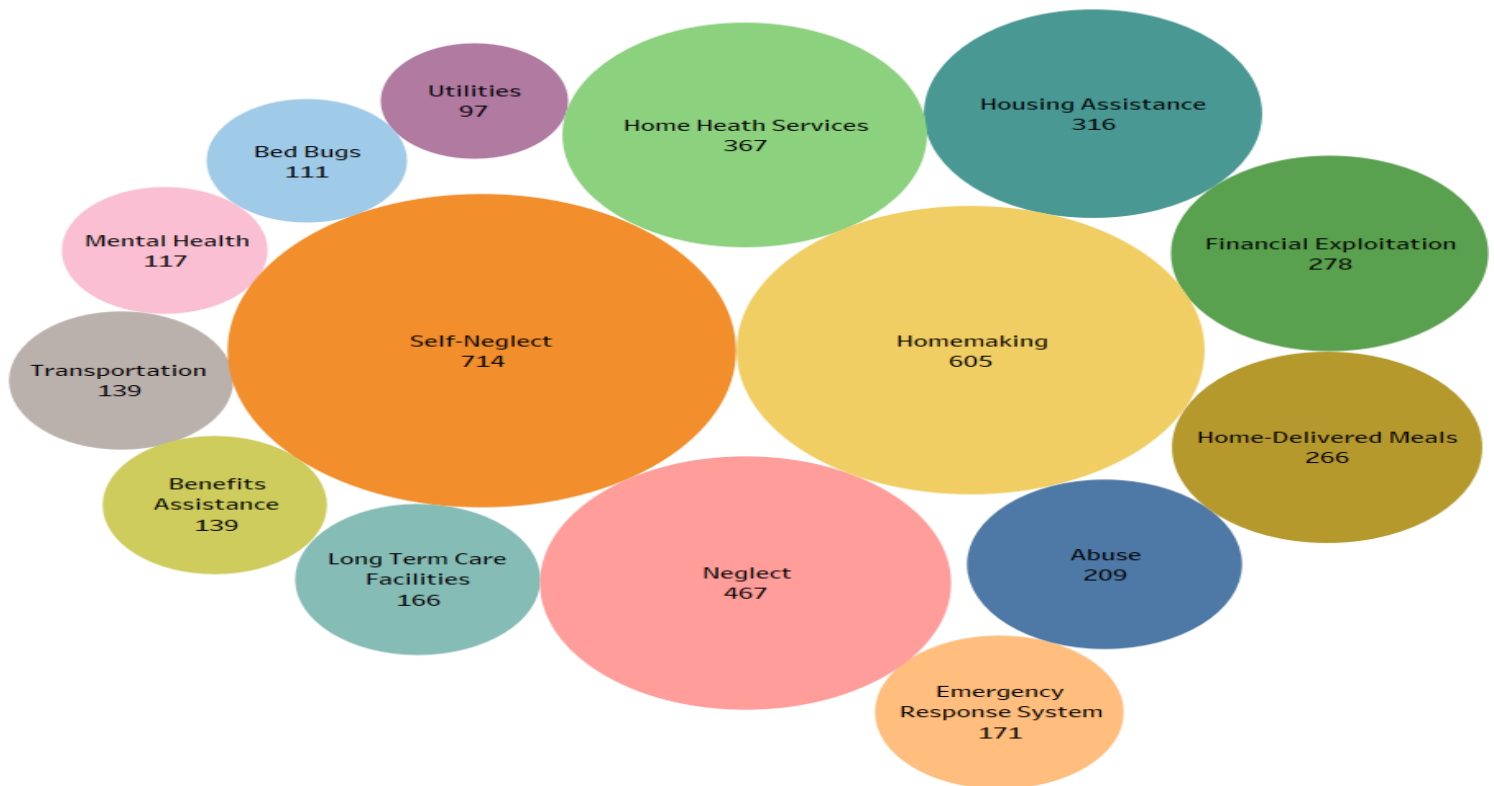 Utilities
97
Home Heath Services
367
Housing Assistance
316
Bed Bugs
111
Mental Health
117
Financial Exploitation
278
Self-Neglect
714
Homemaking
605
Transportation
139
Home-Delivered Meals
266
Benefits
Assistance
139
Long Term Care
Facilities
166
Neglect
467
Abuse
209
Emergency
Response System
171